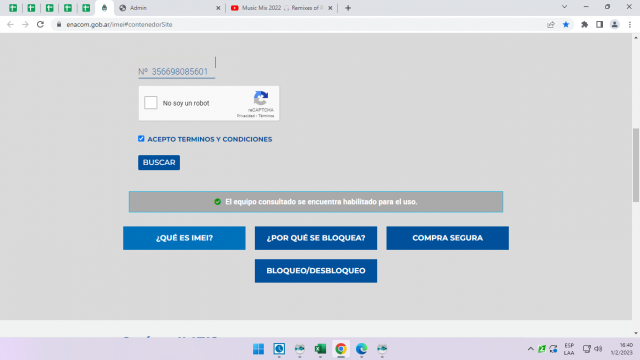 Admin
Music Mix 2022 🎵 Remixes of P
enacom.gob.ar/imei#contenedorSite
Nº 356698085601
No soy un robot
reCAPTCHA
Privacidad - Términos
ACEPTO TERMINOS Y CONDICIONES
BUSCAR
El equipo consultado se encuentra habilitado para el uso.
¿QUÉ ES IMEI?
¿POR QUÉ SE BLOQUEA?
COMPRA SEGURA
BLOQUEO/DESBLOQUEO
ESP
LAA
16:40
1/2/2023